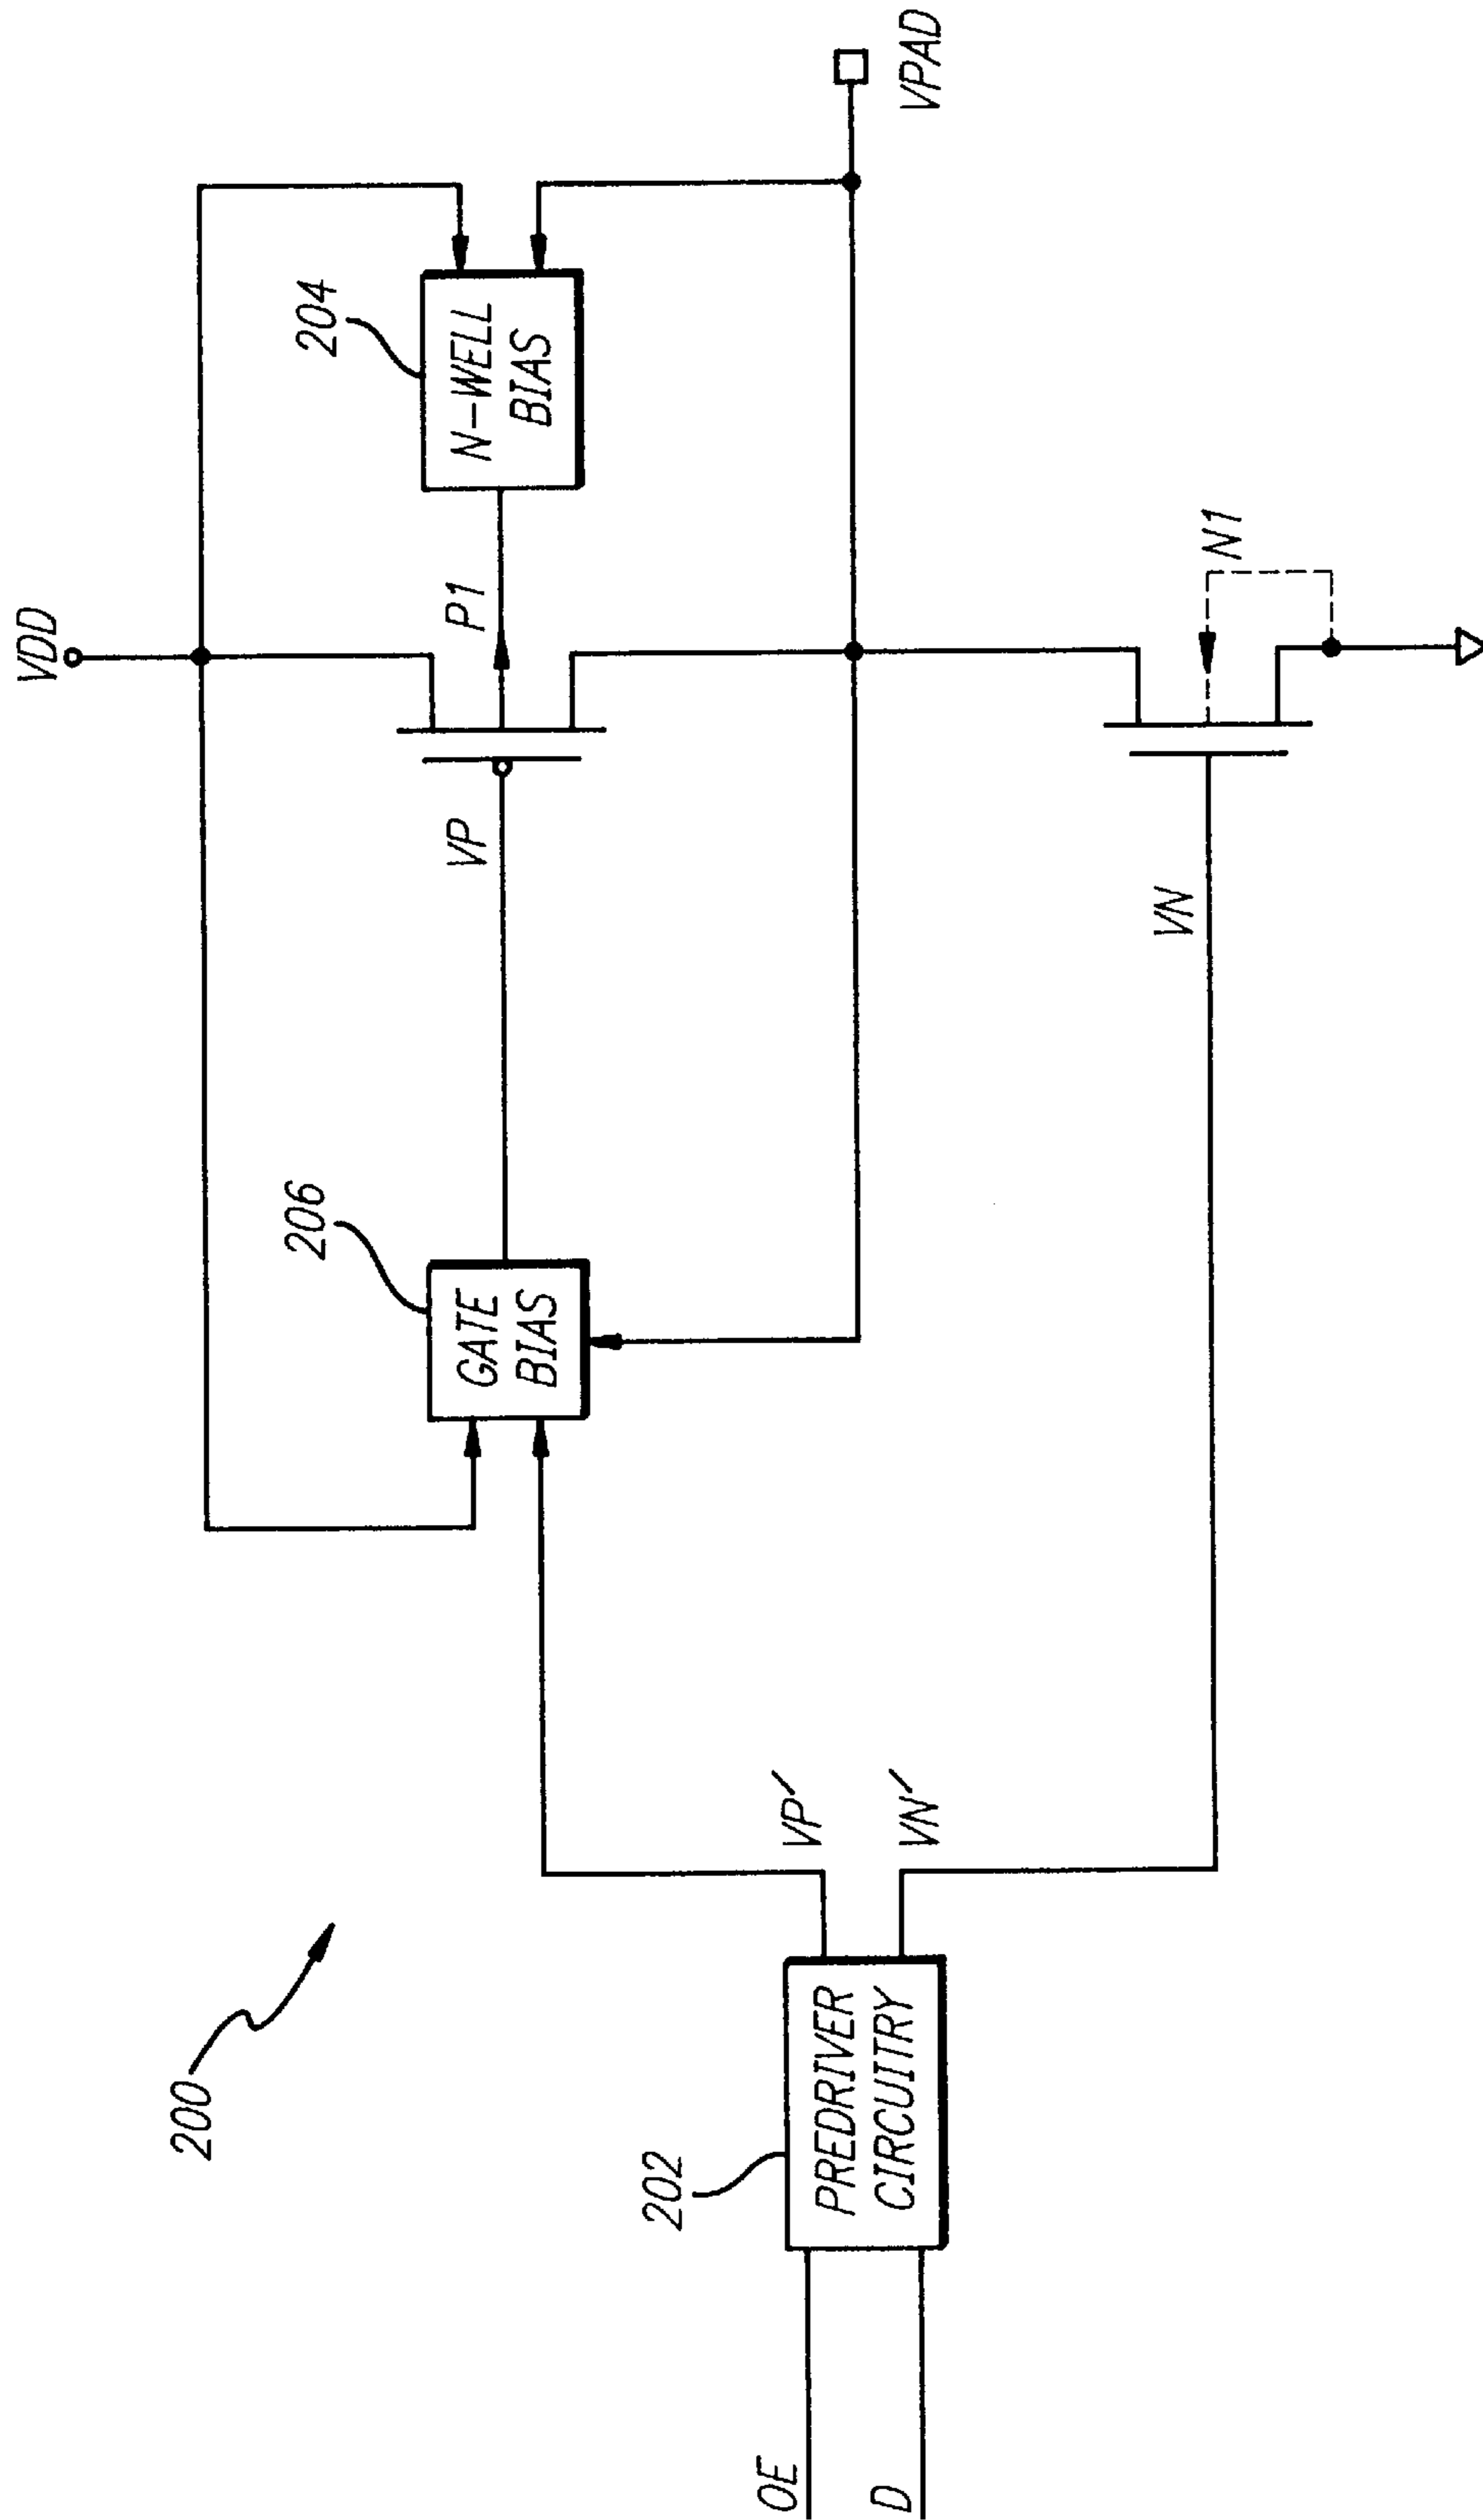 VDD
204
N-WELL
BIAS
P1
VP
206
GATE
BIAS
VPAD
200
VP'
VN'
202
PREDRIVER
CIRCUITRY
OE
D
VN
N1